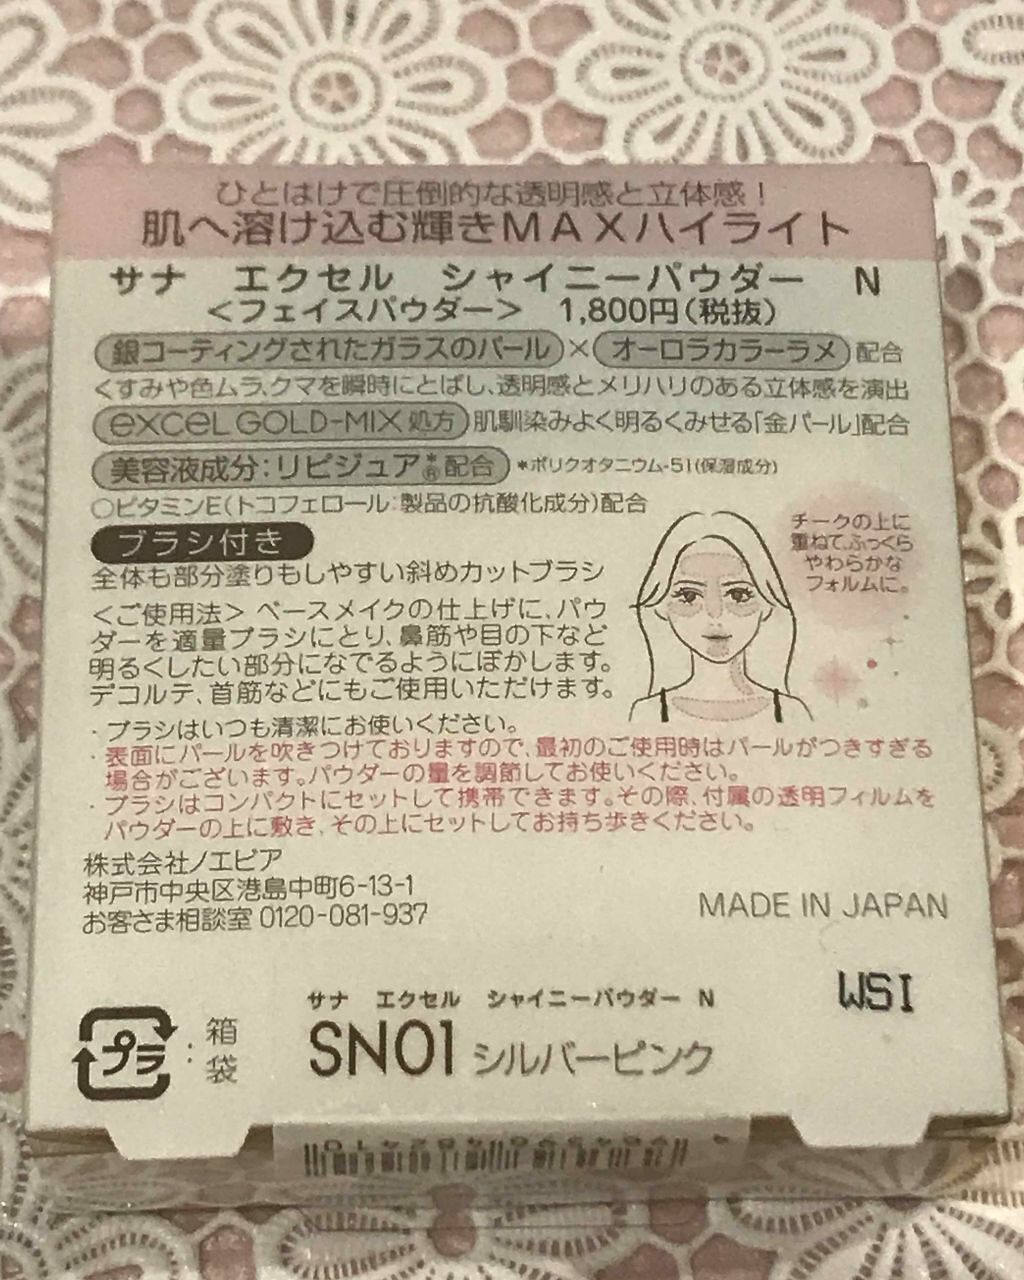 ひとはけで圧倒的な透明感と立体感!
肌へ溶け込む輝きMAXハイライト
サナ エクセル シャイニーパウダー N
<フェイスパウダー> 1,800円(税抜)
銀コーティングされたガラスのパール×オーロラカラーラメ配合
くすみや色ムラ、クマを瞬時にとばし、透明感とメリハリのある立体感を演出
excel GOLD-MIX 処方 肌馴染みよく明るくみせる「金パール」配合
美容液成分:リピジュア*®配合 *ポリクオタニウム-51(保湿成分)
○ビタミンE(トコフェロール:製品の抗酸化成分)配合
ブラシ付き
全体も部分塗りもしやすい斜めカットブラシ
<ご使用法> ベースメイクの仕上げに、パウ
ダーを適量ブラシにとり、鼻筋や目の下など
明るくしたい部分になでるようにぼかします。
デコルテ、首筋などにもご使用いただけます。
チークの上に
重ねて、ふっくら
やわらかな
フォルムに。
・ブラシはいつも清潔にお使いください。
・表面にパールを吹きつけておりますので、最初のご使用時はパールがつきすぎる
場合がございます。パウダーの量を調節してお使いください。
・ブラシはコンパクトにセットして携帯できます。その際、付属の透明フィルムを
パウダーの上に敷き、その上にセットしてお持ち歩きください。
株式会社ノエビア
神戸市中央区港島中町6-13-1
お客さま相談室 0120-081-937
MADE IN JAPAN
WSI
サナ エクセル シャイニーパウダー N
SN01 シルバーピンク
プラ:箱
袋